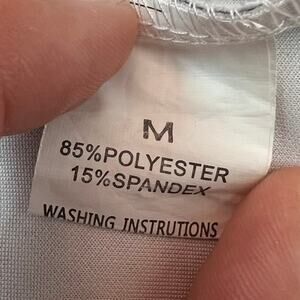 M
85%POLYESTER
15%SPANDEX
WASHING INSTRUTIONS